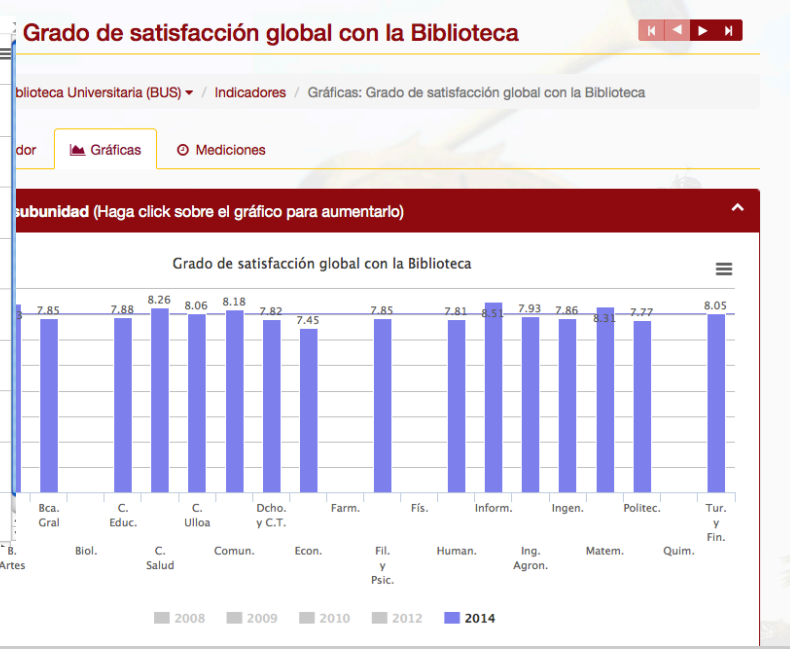 Grado de satisfacción global con la Biblioteca
blioteca Universitaria (BUS) / Indicadores / Gráficas: Grado de satisfacción global con la Biblioteca
dor Gráficas Mediciones
subunidad (Haga click sobre el gráfico para aumentarlo)
Grado de satisfacción global con la Biblioteca
3 7.85 7.88 8.26 8.06 8.18 7.82 7.45 7.85 7.81 8.51 7.93 7.86 8.31 7.77 8.05
Bca. Gral
C. Educ.
C. Ulloa
Dcho. y C.T.
Farm.
Fís.
Inform.
Ingen.
Politec.
Tur. y Fin.
B. Artes
Biol.
C. Salud
Comun.
Econ.
Fil. y Psic.
Human.
Ing. Agron.
Matem.
Quim.
2008 2009 2010 2012 2014